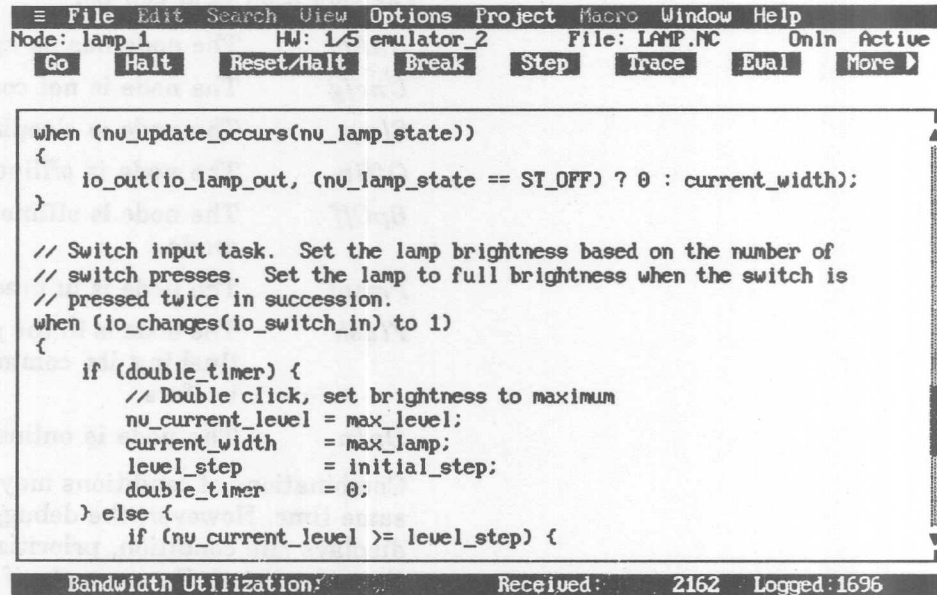 ≡ File Edit Search View Options Project Macro Window Help
Node: lamp_1 HW: 1/5 emulator_2 File: LAMP.NC Onln Active
Go Halt Reset/Halt Break Step Trace Eval More
when (nv_update_occurs(nv_lamp_state))
{
io_out(io_lamp_out, (nv_lamp_state == ST_OFF) ? 0 : current_width);
}
// Switch input task. Set the lamp brightness based on the number of
// switch presses. Set the lamp to full brightness when the switch is
// pressed twice in succession.
when (io_changes(io_switch_in) to 1)
{
if (double_timer) {
// Double click, set brightness to maximum
nv_current_level = max_level;
current_width = max_lamp;
level_step = initial_step;
double_timer = 0;
} else {
if (nv_current_level >= level_step) {
Bandwidth Utilization: Received: 2162 Logged:1696